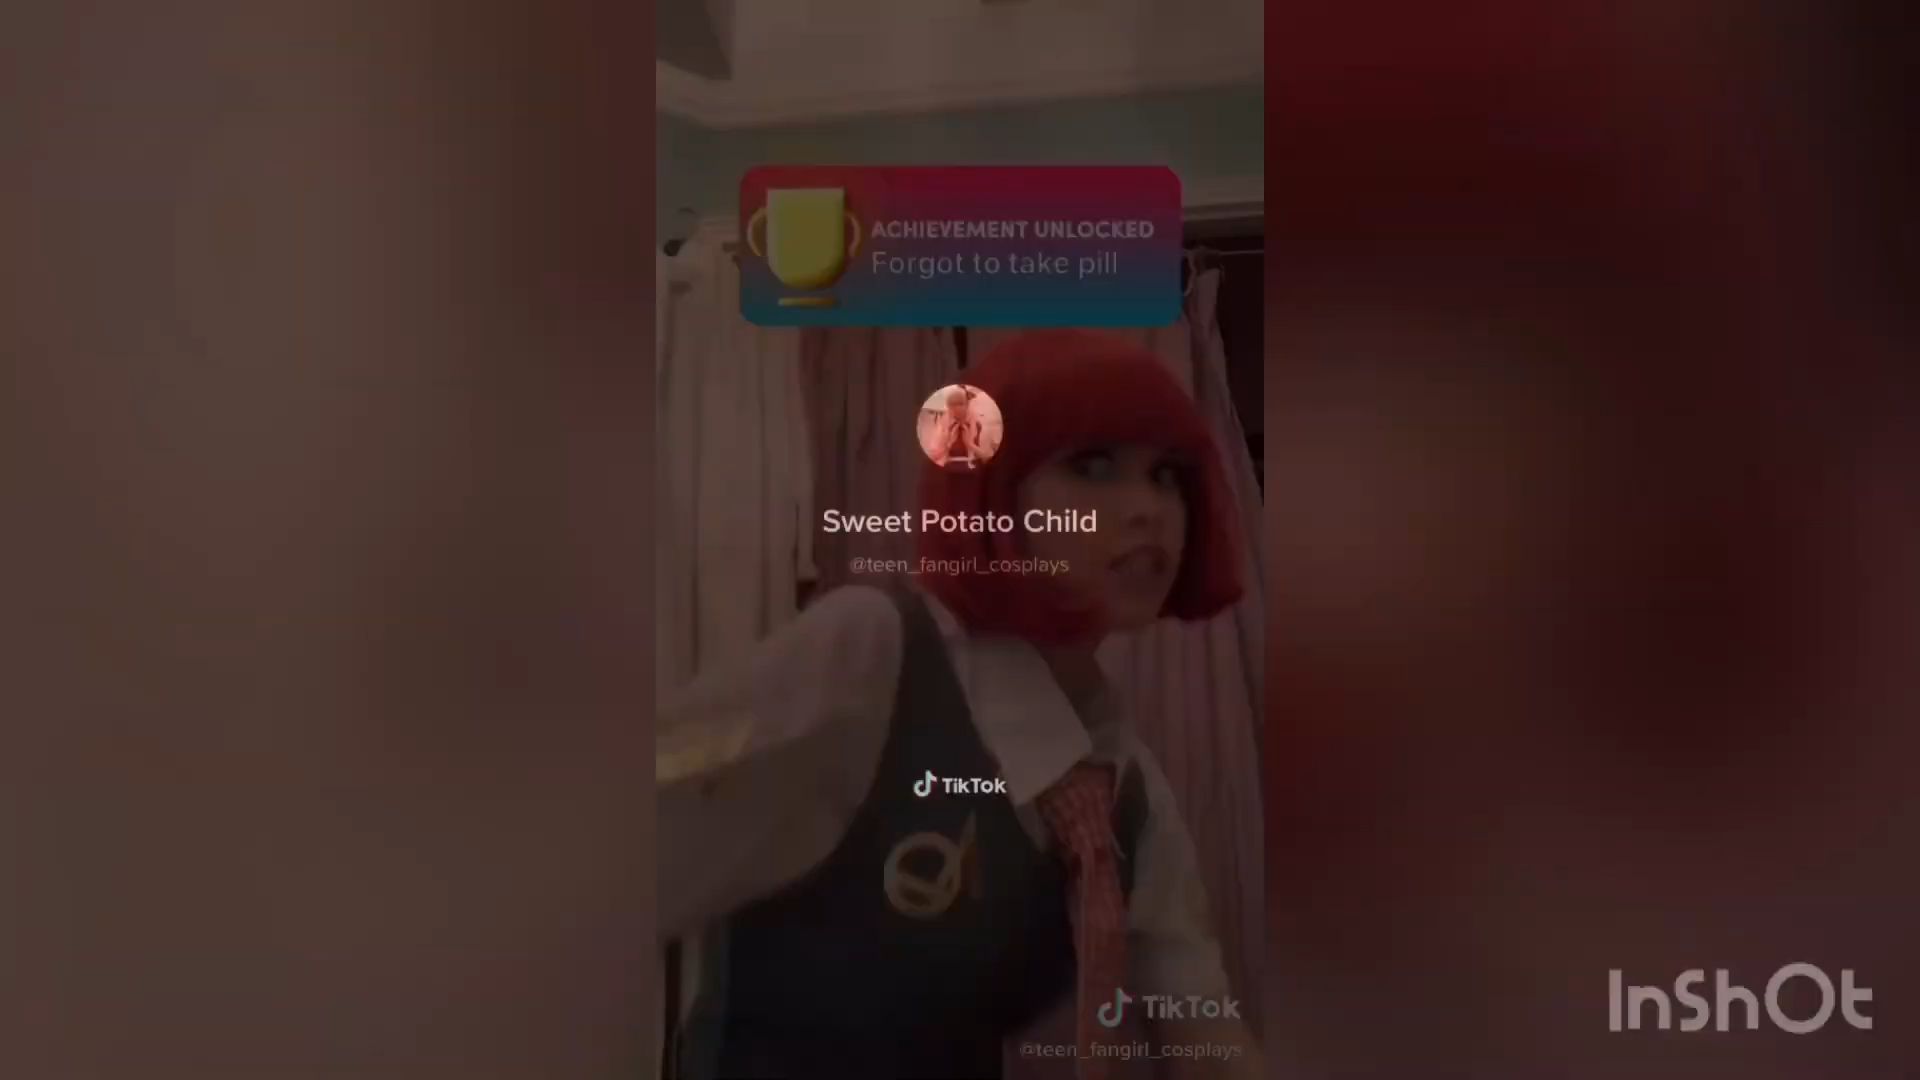 ACHIEVEMENT UNLOCKED
Forgot to take pill
Sweet Potato Child
@teen_fangirl_cosplays
TikTok
TikTok
@teen_fangirl_cosplays
InShOt